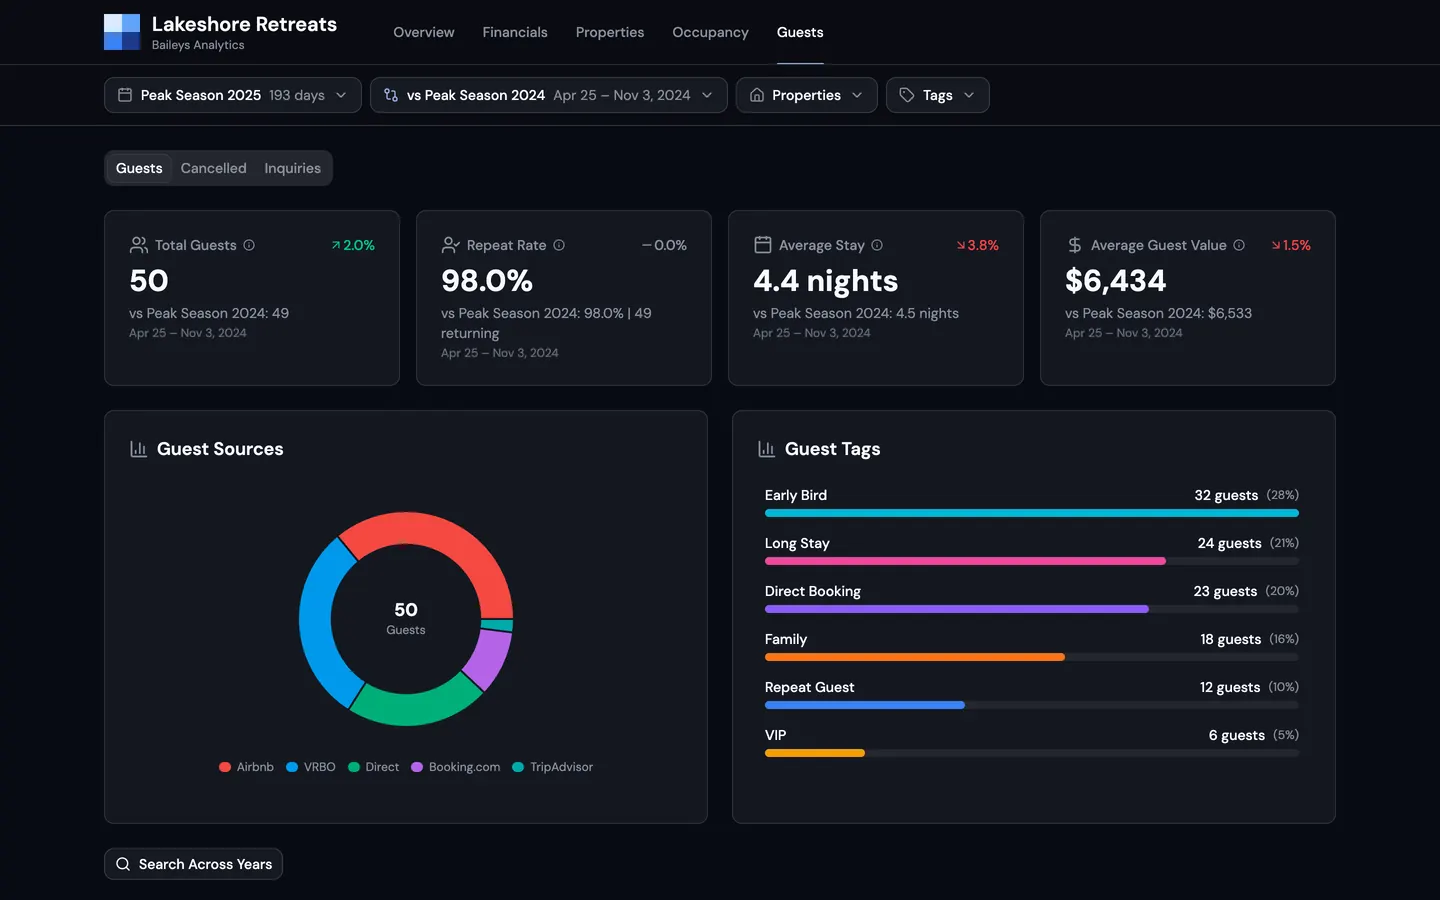 Lakeshore Retreats
Baileys Analytics
Overview
Financials
Properties
Occupancy
Guests
Peak Season 2025 193 days
vs Peak Season 2024 Apr 25 – Nov 3, 2024
Properties
Tags
Guests
Cancelled
Inquiries
Total Guests
2.0%
50
vs Peak Season 2024: 49
Apr 25 – Nov 3, 2024
Repeat Rate
0.0%
98.0%
vs Peak Season 2024: 98.0% | 49
returning
Apr 25 – Nov 3, 2024
Average Stay
3.8%
4.4 nights
vs Peak Season 2024: 4.5 nights
Apr 25 – Nov 3, 2024
Average Guest Value
1.5%
$6,434
vs Peak Season 2024: $6,533
Apr 25 – Nov 3, 2024
Guest Sources
50
Guests
Airbnb
VRBO
Direct
Booking.com
TripAdvisor
Guest Tags
Early Bird 32 guests (28%)
Long Stay 24 guests (21%)
Direct Booking 23 guests (20%)
Family 18 guests (16%)
Repeat Guest 12 guests (10%)
VIP 6 guests (5%)
Search Across Years